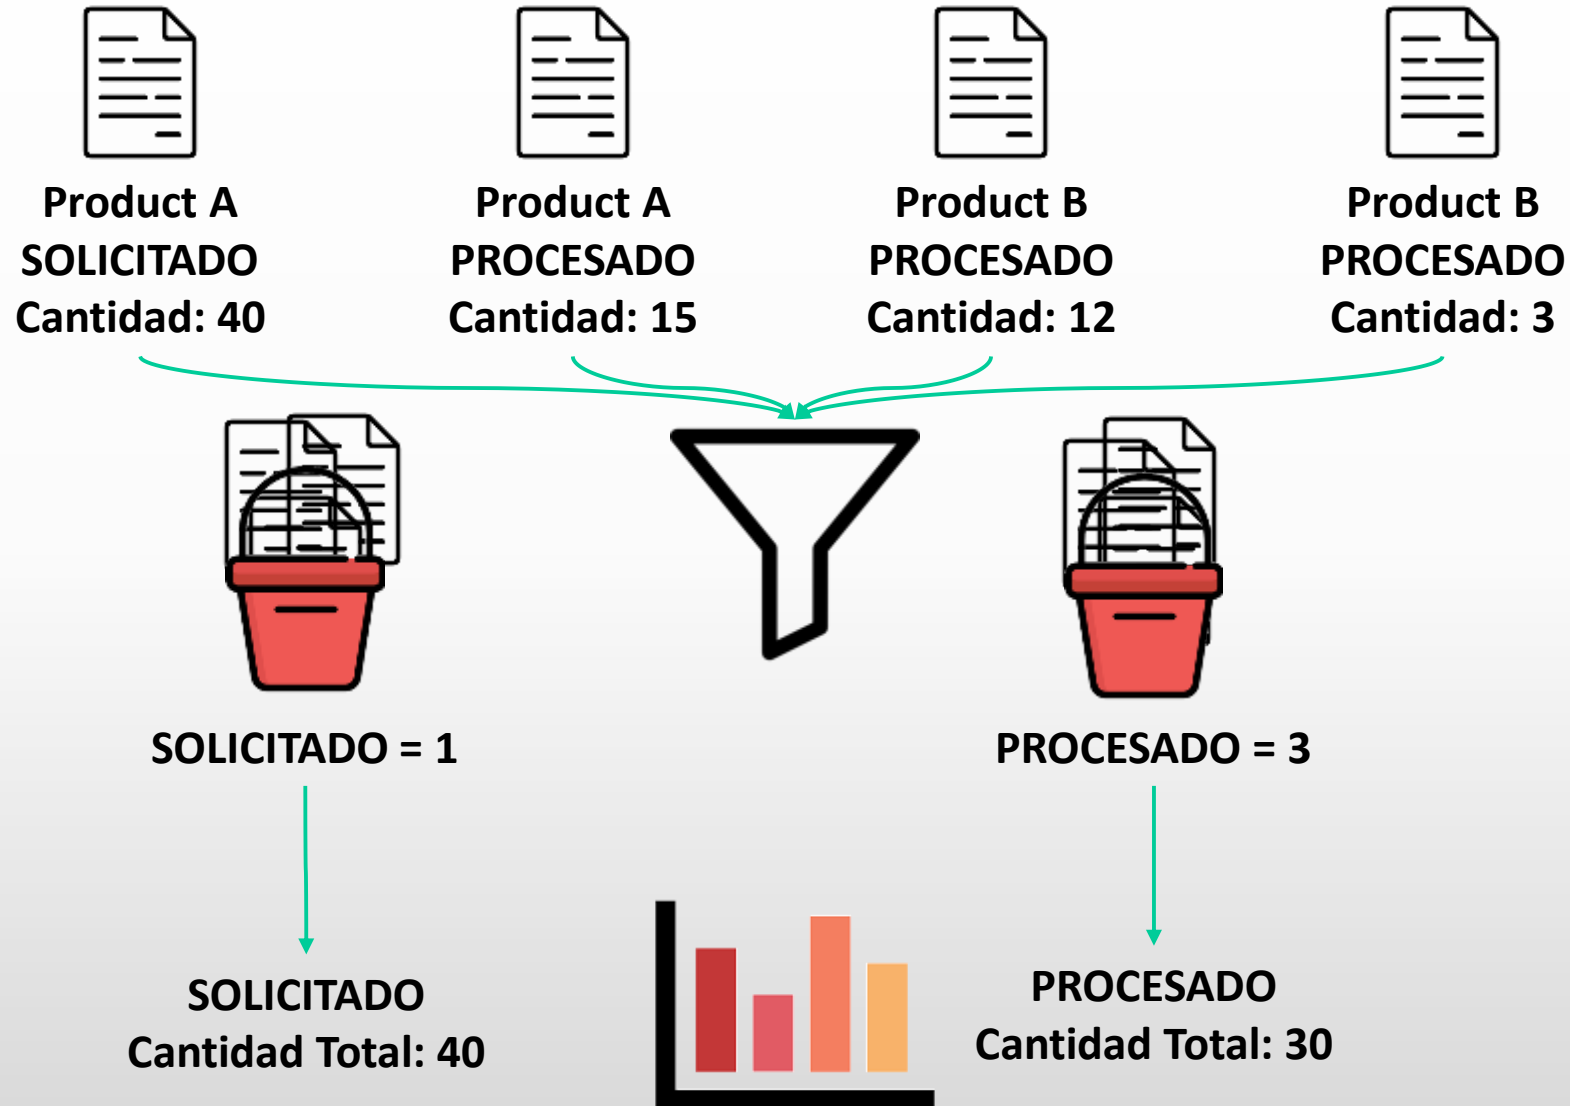 Product A
SOLICITADO
Cantidad: 40
Product A
PROCESADO
Cantidad: 15
Product B
PROCESADO
Cantidad: 12
Product B
PROCESADO
Cantidad: 3
SOLICITADO = 1
PROCESADO = 3
SOLICITADO
Cantidad Total: 40
PROCESADO
Cantidad Total: 30